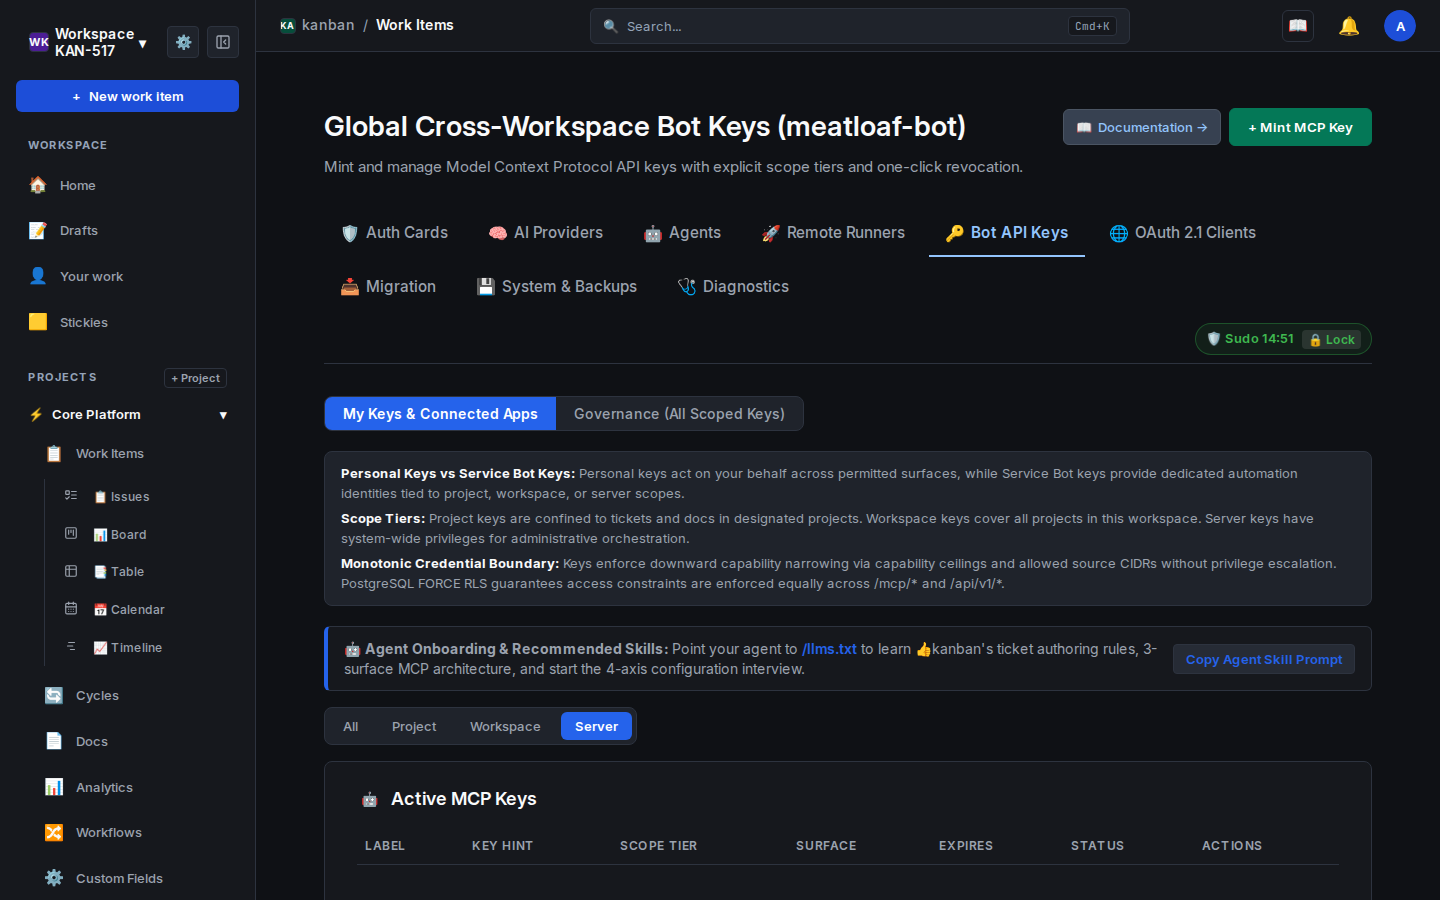 WK Workspace KAN-517 ▾
+ New work item
WORKSPACE
Home
Drafts
Your work
Stickies
PROJECTS
+ Project
Core Platform ▾
Work Items
Issues
Board
Table
Calendar
Timeline
Cycles
Docs
Analytics
Workflows
Custom Fields
KA kanban / Work Items
Search...
Cmd+K
A
Global Cross-Workspace Bot Keys (meatloaf-bot)
Documentation →
+ Mint MCP Key
Mint and manage Model Context Protocol API keys with explicit scope tiers and one-click revocation.
Auth Cards
AI Providers
Agents
Remote Runners
Bot API Keys
OAuth 2.1 Clients
Migration
System & Backups
Diagnostics
Sudo 14:51
Lock
My Keys & Connected Apps
Governance (All Scoped Keys)
Personal Keys vs Service Bot Keys: Personal keys act on your behalf across permitted surfaces, while Service Bot keys provide dedicated automation
identities tied to project, workspace, or server scopes.
Scope Tiers: Project keys are confined to tickets and docs in designated projects. Workspace keys cover all projects in this workspace. Server keys have
system-wide privileges for administrative orchestration.
Monotonic Credential Boundary: Keys enforce downward capability narrowing via capability ceilings and allowed source CIDRs without privilege escalation.
PostgreSQL FORCE RLS guarantees access constraints are enforced equally across /mcp/* and /api/v1/*.
🤖 Agent Onboarding & Recommended Skills: Point your agent to /llms.txt to learn 👍kanban's ticket authoring rules, 3-
surface MCP architecture, and start the 4-axis configuration interview.
Copy Agent Skill Prompt
All
Project
Workspace
Server
Active MCP Keys
LABEL
KEY HINT
SCOPE TIER
SURFACE
EXPIRES
STATUS
ACTIONS